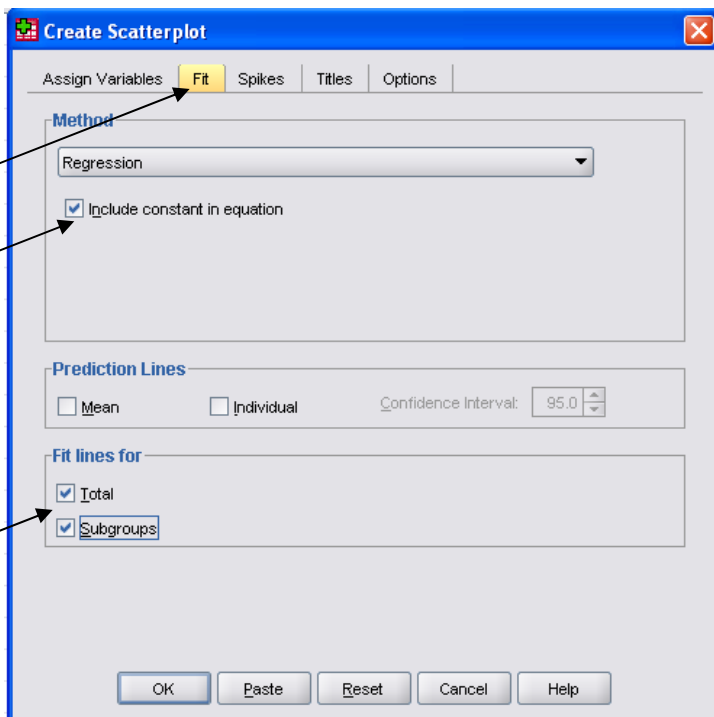 Create Scatterplot
Assign Variables Fit Spikes Titles Options
Method
Regression
Include constant in equation
Prediction Lines
Mean Individual Confidence Interval: 95.0
Fit lines for
Total
Subgroups
OK Paste Reset Cancel Help